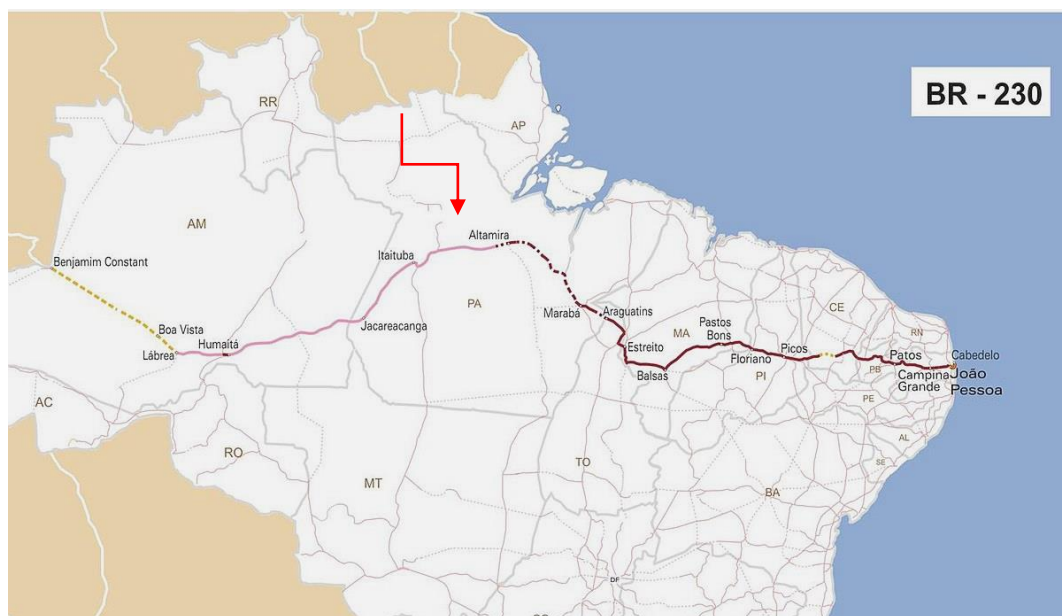 BR - 230
RR
AP
AM
Altamira
Benjamim Constant
Itaituba
PA
CE
Marabá
Araguatins
Jacareacanga
Boa Vista
Humaitá
Lábrea
MA
Pastos
Bons
RN
Estreito
Floriano
Picos
Patos
Cabedelo
Balsas
PI
PB
Campina
Grande
João
Pessoa
AC
PE
RO
MT
TO
AL
SE
BA
DF